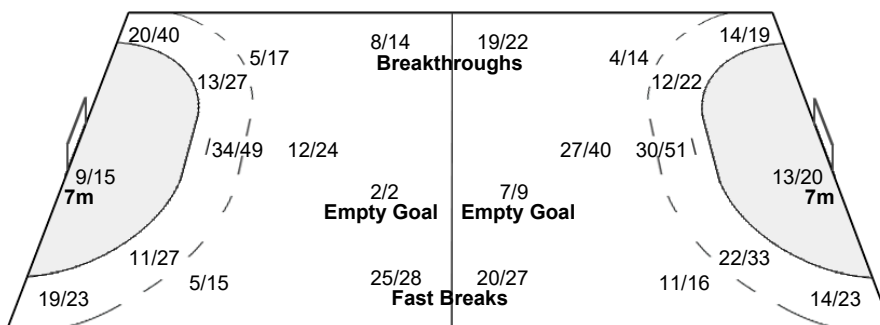 20/40 8/14 19/22 14/19
5/17 4/14
Breakthroughs
13/27 12/22
34/49 12/24 27/40 30/51
9/15 13/20
7m 2/2 7/9 7m
Empty Goal Empty Goal
11/27 22/33
5/15 25/28 20/27 11/16
19/23 Fast Breaks 14/23